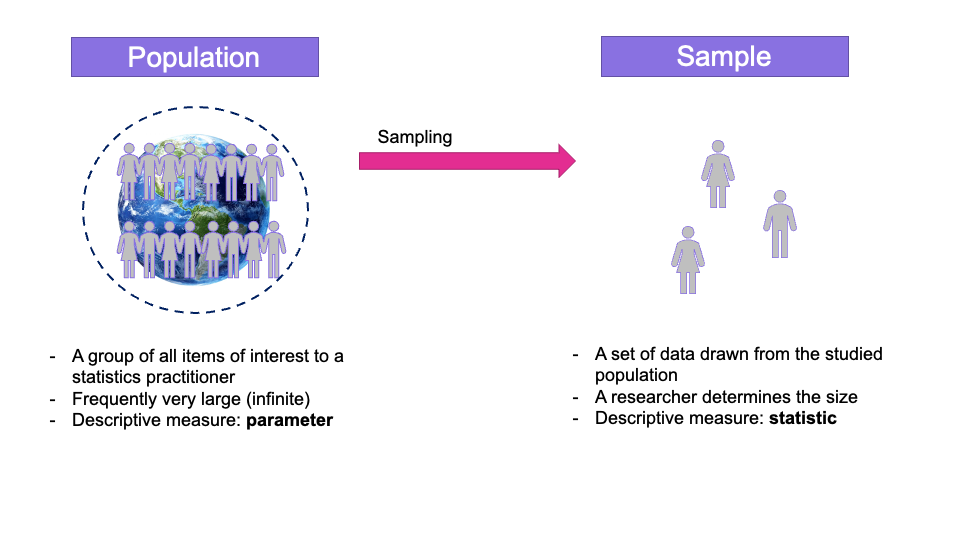 Population
Sample
Sampling
- A group of all items of interest to a
statistics practitioner
- Frequently very large (infinite)
- Descriptive measure: parameter
- A set of data drawn from the studied
population
- A researcher determines the size
- Descriptive measure: statistic